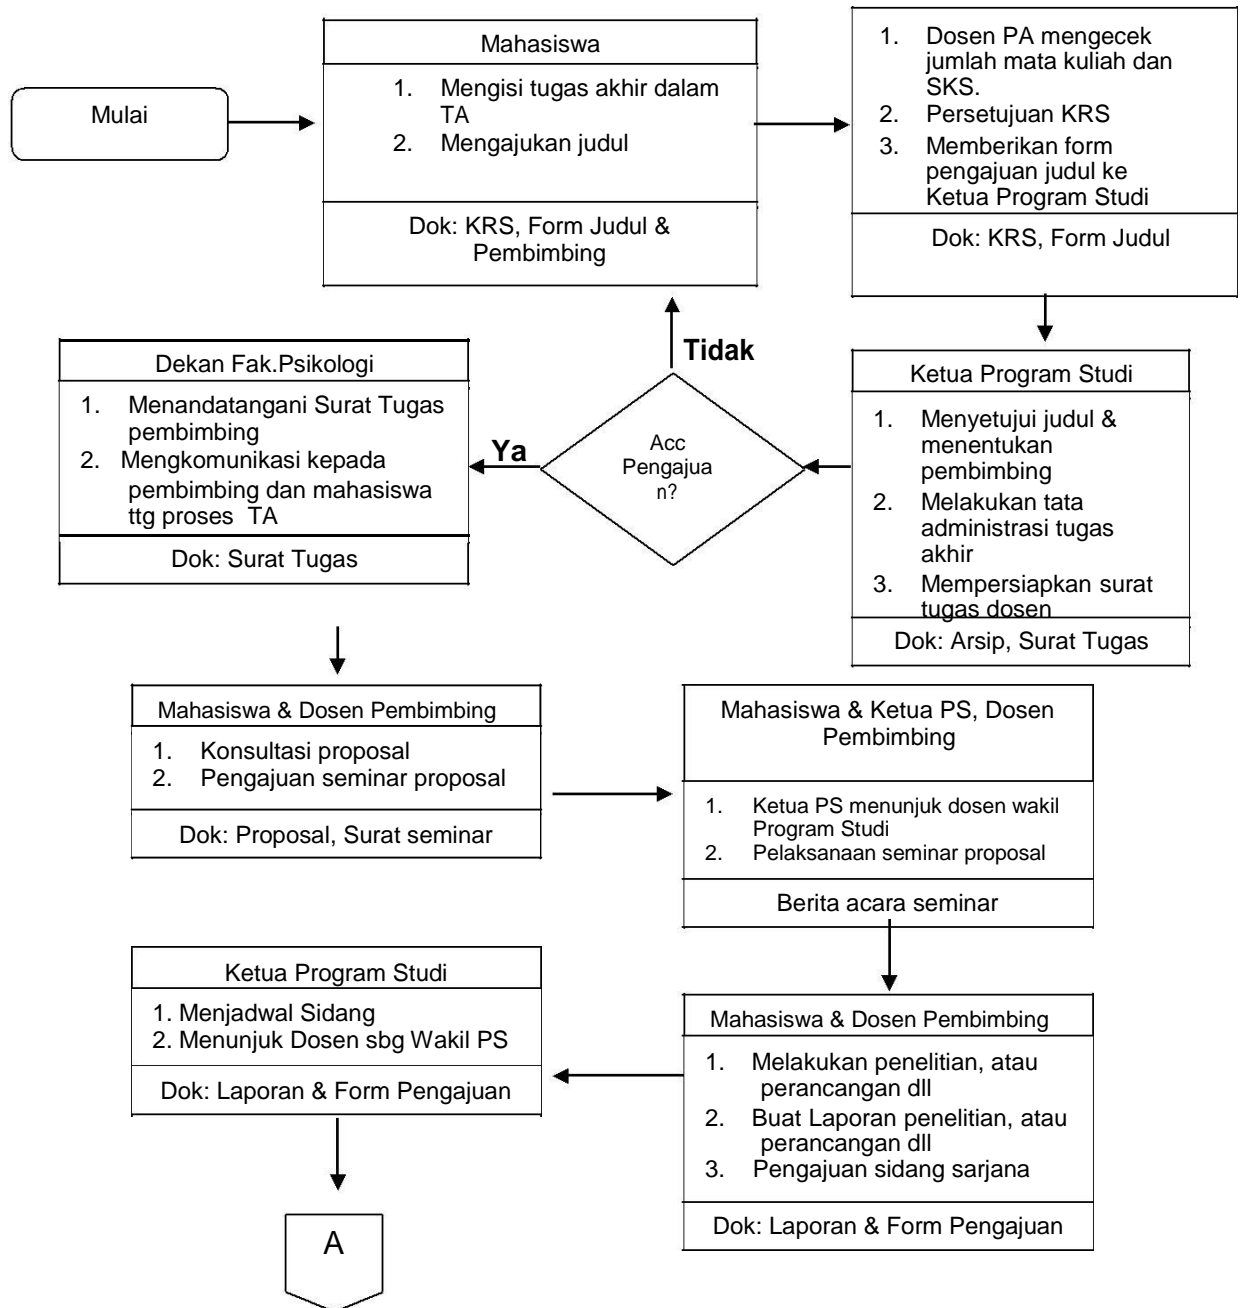 Mulai
Mahasiswa
1. Mengisi tugas akhir dalam
TA
2. Mengajukan judul
Dok: KRS, Form Judul &
Pembimbing
1. Dosen PA mengecek
jumlah mata kuliah dan
SKS.
2. Persetujuan KRS
3. Memberikan form
pengajuan judul ke
Ketua Program Studi
Dok: KRS, Form Judul
Dekan Fak.Psikologi
1. Menandatangani Surat Tugas
pembimbing
2. Mengkomunikasi kepada
pembimbing dan mahasiswa
ttg proses TA
Dok: Surat Tugas
Ya
Tidak
Acc
Pengajua
n?
Ketua Program Studi
1. Menyetujui judul &
menentukan
pembimbing
2. Melakukan tata
administrasi tugas
akhir
3. Mempersiapkan surat
tugas dosen
Dok: Arsip, Surat Tugas
Mahasiswa & Dosen Pembimbing
1. Konsultasi proposal
2. Pengajuan seminar proposal
Dok: Proposal, Surat seminar
Mahasiswa & Ketua PS, Dosen
Pembimbing
1. Ketua PS menunjuk dosen wakil
Program Studi
2. Pelaksanaan seminar proposal
Berita acara seminar
Ketua Program Studi
1. Menjadwal Sidang
2. Menunjuk Dosen sbg Wakil PS
Dok: Laporan & Form Pengajuan
Mahasiswa & Dosen Pembimbing
1. Melakukan penelitian, atau
perancangan dll
2. Buat Laporan penelitian, atau
perancangan dll
3. Pengajuan sidang sarjana
Dok: Laporan & Form Pengajuan
A